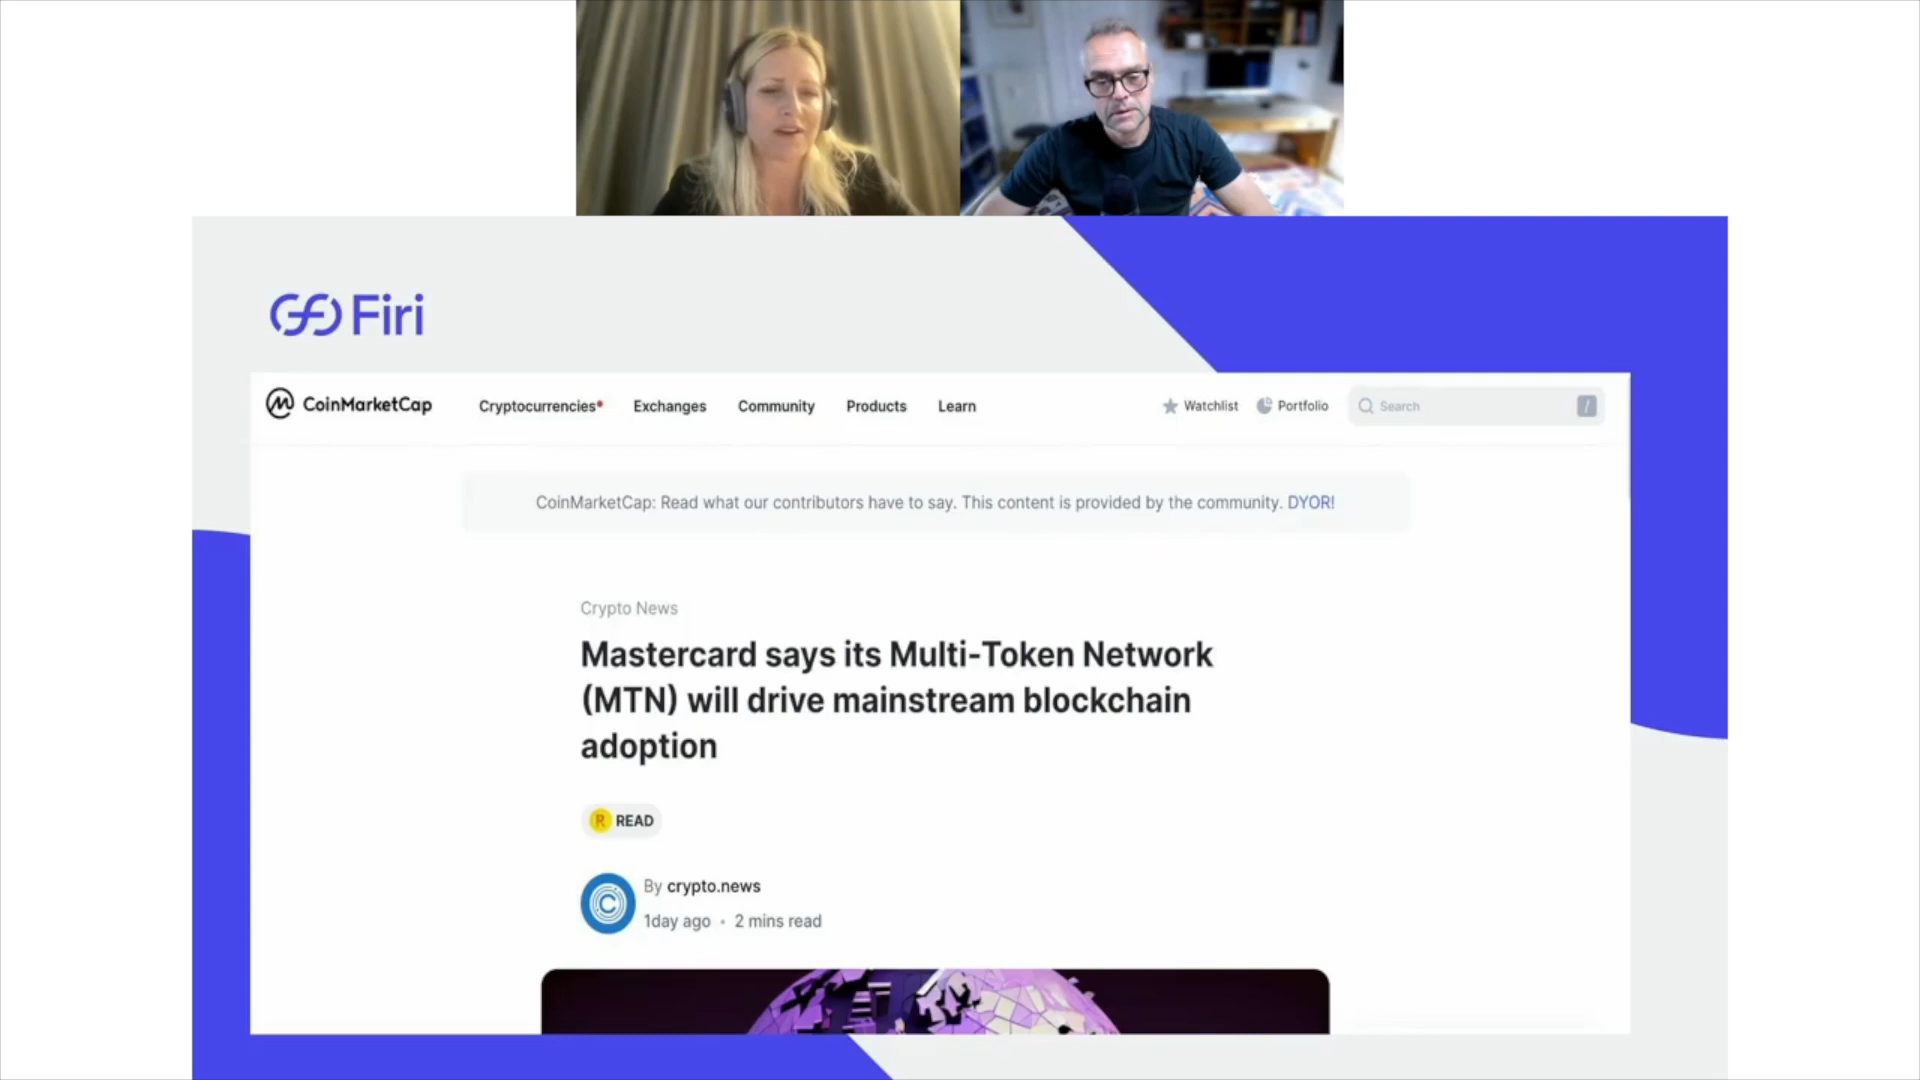 Firi
CoinMarketCap Cryptocurrencies Exchanges Community Products Learn Watchlist Portfolio Search /
CoinMarketCap: Read what our contributors have to say. This content is provided by the community. DYOR!
Crypto News
Mastercard says its Multi-Token Network
(MTN) will drive mainstream blockchain
adoption
R READ
By crypto.news
1day ago • 2 mins read